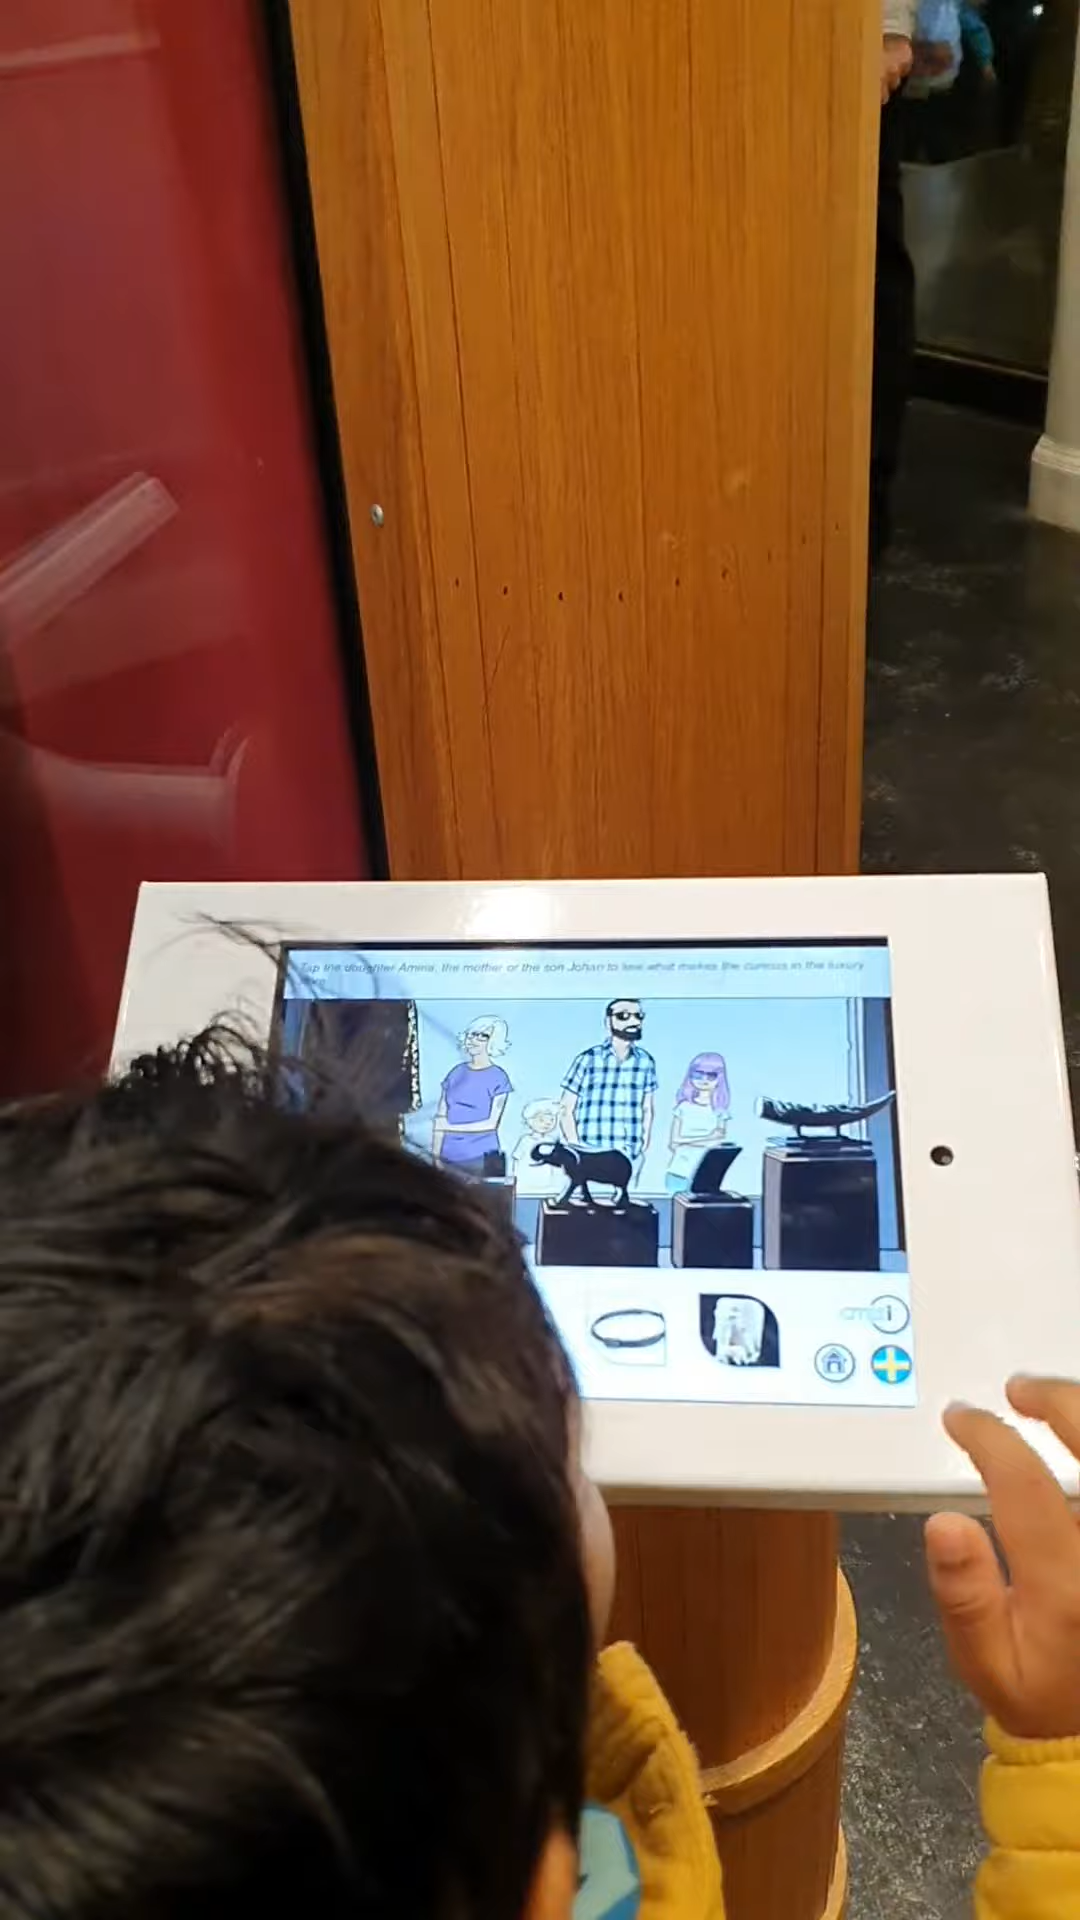 Tap the daughter Amina, the mother or the son Johan to see what makes the curious in the luxury
store